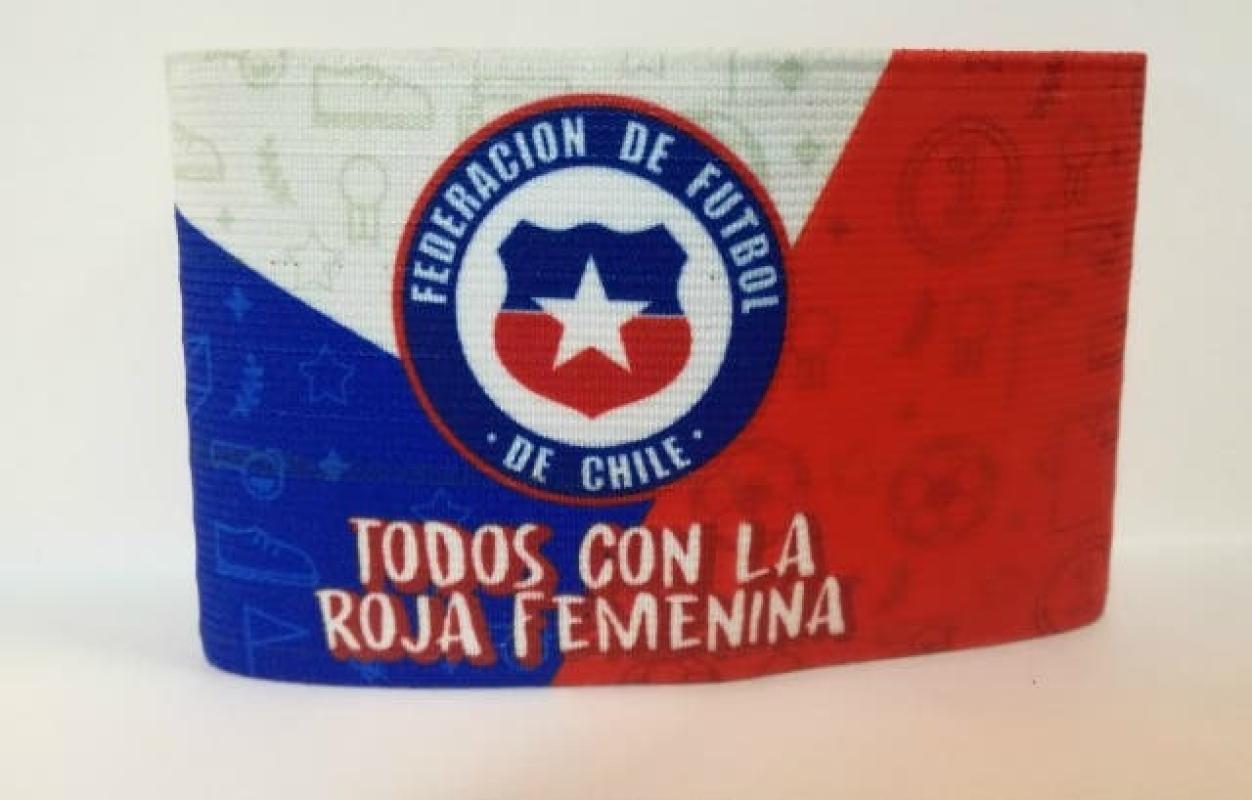 FEDERACION DE FUTBOL
· DE CHILE ·
TODOS CON LA
ROJA FEMENINA